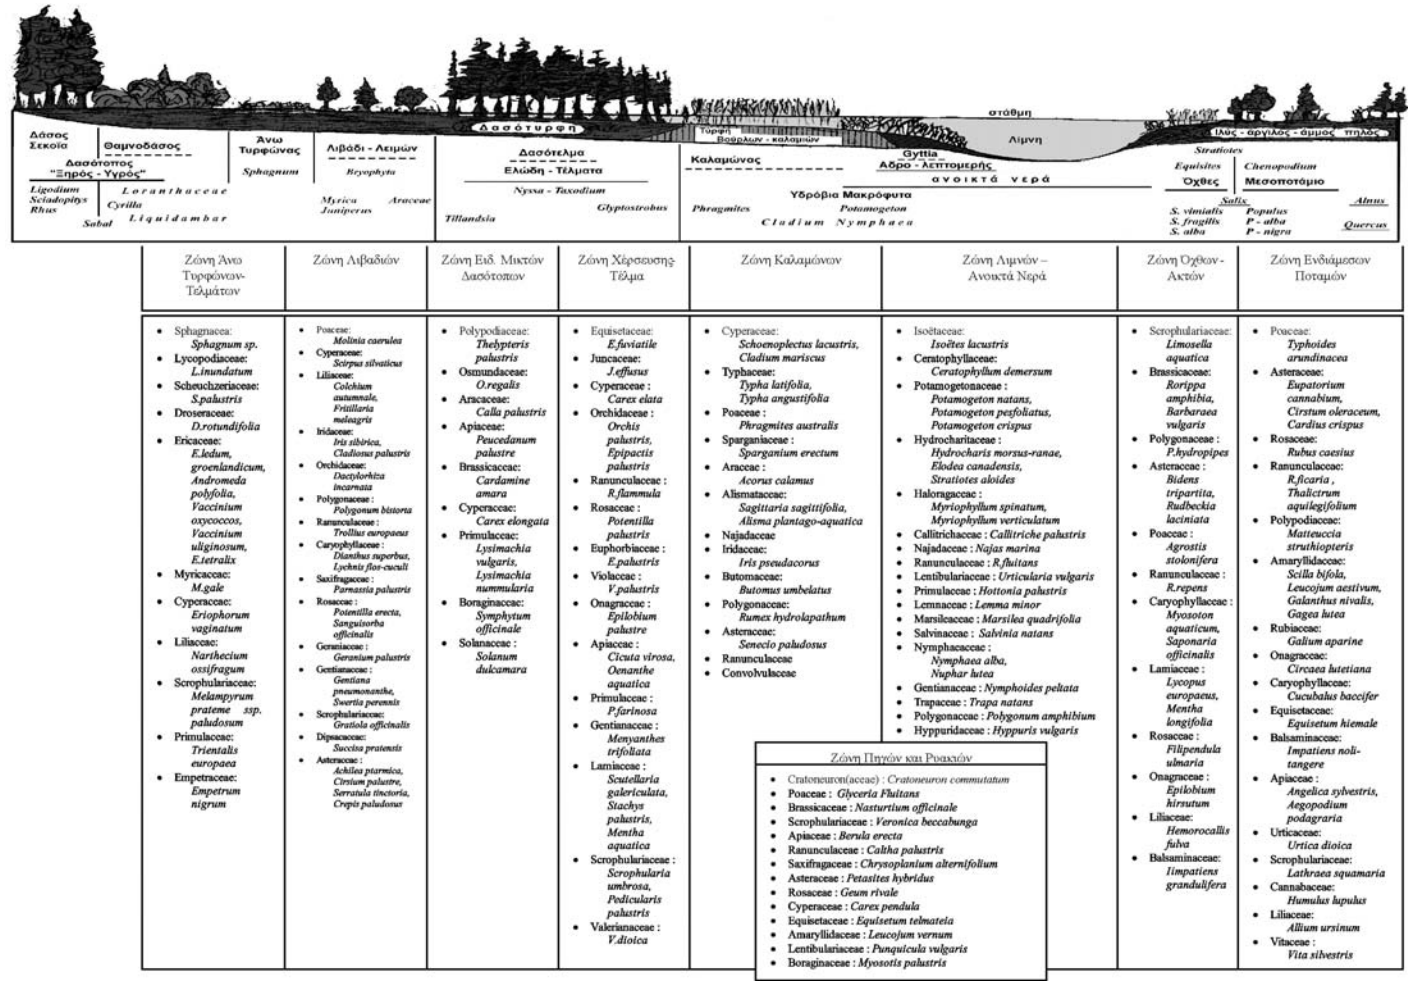 στάθμη
Δασότυρφη
Τύρφη
Βούρλων - καλαμιών
Λίμνη
Ιλύς - άργιλος - άμμος πηλός
Δάσος
Σεκοΐα
Θαμνοδάσος
Δασότοπος
"Ξηρός - Υγρός"
Άνω
Τυρφώνας
Sphagnum
Λιβάδι - Λειμών
Bryophyta
Δασότελμα
Ελώδη - Τέλματα
Nyssa - Taxodium
Καλαμώνας
Gyttia
Αδρο - λεπτομερής
ανοικτά νερά
Υδρόβια Μακρόφυτα
Stratiotes
Equisites
Chenopodium
Όχθες
Μεσοποτάμιο
Ligodium
Sciadopitys
Rhus
Sabal
Loranthaceae
Cyrilla
Liquidambar
Myrica
Araceae
Juniperus
Tillandsia
Glyptostrobus
Phragmites
Potamogeton
Cladium
Nymphaea
Salix
S. vimialis
S. fragilis
S. alba
Populus
P - alba
P - nigra
Alnus
Quercus
Ζώνη Άνω
Τυρφώνων-
Τελμάτων
Ζώνη Λιβαδιών
Ζώνη Ειδ. Μικτών
Δασότοπων
Ζώνη Χέρσευσης-
Τέλμα
Ζώνη Καλαμώνων
Ζώνη Λιμνών –
Ανοικτά Νερά
Ζώνη Όχθων-
Ακτών
Ζώνη Ενδιάμεσων
Ποταμών
• Sphagnacea:
Sphagnum sp.
• Lycopodiaceae:
L.inundatum
• Scheuchzeriaceae:
S.palustris
• Droseraceae:
D.rotundifolia
• Ericaceae:
E.ledum,
groenlandicum,
Andromeda
polyfolia,
Vaccinium
oxycoccos,
Vaccinium
uliginosum,
E.tetralix
• Myricaceae:
M.gale
• Cyperaceae:
Eriophorum
vaginatum
• Liliaceae:
Narthecium
ossifragum
• Scrophulariaceae:
Melampyrum
prateme ssp.
paludosum
• Primulaceae:
Trientalis
europaea
• Empetraceae:
Empetrum
nigrum
• Poaceae:
Molinia caerulea
• Cyperaceae:
Scirpus silvaticus
• Liliaceae:
Colchium
autumnale,
Fritillaria
meleagris
• Iridaceae:
Iris sibirica,
Cladiosus palustris
• Orchidaceae:
Dactylorhiza
incarnata
• Polygonaceae :
Polygonum bistorta
• Ranunculaceae :
Trollius europaeus
• Caryophyllaceae :
Dianthus superbus,
Lychnis flos-cuculi
• Saxifragaceae :
Parnassia palustris
• Rosaceae :
Potentilla erecta,
Sanguisorba
officinalis
• Geraniaceae :
Geranium palustris
• Gentianaceae :
Gentiana
pneumonanthe,
Swertia perennis
• Scrophulariaceae :
Gratiola officinalis
• Dipsacaceae :
Succisa pratensis
• Asteraceae :
Achilea ptarmica,
Cirsium palustre,
Serratula tinctoria,
Crepis paludosus
• Polypodiaceae:
Thelypteris
palustris
• Osmundaceae:
O.regalis
• Aracaceae:
Calla palustris
• Apiaceae:
Peucedanum
palustre
• Brassicaceae:
Cardamine
amara
• Cyperaceae:
Carex elongata
• Primulaceae:
Lysimachia
vulgaris,
Lysimachia
nummularia
• Boraginaceae:
Symphytum
officinale
• Solanaceae:
Solanum
dulcamara
• Equisetaceae:
E.fuviatile
• Juncaceae:
J.effusus
• Cyperaceae :
Carex elata
• Orchidaceae:
Orchis
palustris,
Epipactis
palustris
• Ranunculaceae :
R.flammula
• Rosaceae:
Potentilla
palustris
• Euphorbiaceae :
E.palustris
• Violaceae:
V.palustris
• Onagraceae:
Epilobium
palustre
• Apiaceae:
Cicuta virosa,
Oenanthe
aquatica
• Primulaceae:
P.farinosa
• Gentianaceae:
Menyanthes
trifoliata
• Lamiaceae:
Scutellaria
galericulata,
Stachys
palustris,
Mentha
aquatica
• Scrophulariaceae :
Scrophularia
umbrosa,
Pedicularis
palustris
• Valerianaceae :
V.dioica
• Cyperaceae:
Schoenoplectus lacustris,
Cladium mariscus
• Typhaceae:
Typha latifolia,
Typha angustifolia
• Poaceae :
Phragmites australis
• Sparganiaceae :
Sparganium erectum
• Araceae :
Acorus calamus
• Alismataceae :
Sagittaria sagittifolia,
Alisma plantago-aquatica
• Najadaceae
• Iridaceae:
Iris pseudacorus
• Butomaceae:
Butomus umbelatus
• Polygonaceae:
Rumex hydrolapathum
• Asteraceae:
Senecio paludosus
• Ranunculaceae
• Convolvulaceae
• Isoëtaceae:
Isoëtes lacustris
• Ceratophyllaceae:
Ceratophyllum demersum
• Potamogetonaceae :
Potamogeton natans,
Potamogeton pesfoliatus,
Potamogeton crispus
• Hydrocharitaceae :
Hydrocharis morsus-ranae,
Elodea canadensis,
Stratiotes aloides
• Haloragaceae :
Myriophyllum spinatum,
Myriophyllum verticulatum
• Callitrichaceae : Callitriche palustris
• Najadaceae : Najas marina
• Ranunculaceae : R.fluitans
• Lentibulariaceae : Urticularia vulgaris
• Primulaceae : Hottonia palustris
• Lemnaceae : Lemma minor
• Marsileaceae : Marsilea quadrifolia
• Salvinaceae : Salvinia natans
• Nymphaceaceae :
Nymphaea alba,
Nuphar lutea
• Gentianaceae : Nymphoides peltata
• Trapaceae : Trapa natans
• Polygonaceae : Polygonum amphibium
• Hyppuridaceae : Hyppuris vulgaris
• Scrophulariaceae:
Limosella
aquatica
• Brassicaceae:
Rorippa
amphibia,
Barbaraea
vulgaris
• Polygonaceae :
P.hydropipes
• Asteraceae :
Bidens
tripartita,
Rudbeckia
laciniata
• Poaceae :
Agrostis
stolonifera
• Ranunculaceae :
R.repens
• Caryophyllaceae :
Myosoton
aquaticum,
Saponaria
officinalis
• Lamiaceae :
Lycopus
europaeus,
Mentha
longifolia
• Rosaceae :
Filipendula
ulmaria
• Onagraceae :
Epilobium
hirsutum
• Liliaceae:
Hemorocallis
fulva
• Balsaminaceae:
Iimpatiens
grandulifera
• Poaceae:
Typhoides
arundinacea
• Asteraceae:
Eupatorium
cannabium,
Cirstum oleraceum,
Cardius crispus
• Rosaceae:
Rubus caesius
• Ranunculaceae:
R.ficaria ,
Thalictrum
aquilegifolium
• Polypodiaceae:
Matteuccia
struthiopteris
• Amaryllidaceae:
Scilla bifola,
Leucojum aestivum,
Galanthus nivalis,
Gagea lutea
• Rubiaceae:
Galium aparine
• Onagraceae:
Circaea lutetiana
• Caryophyllaceae:
Cucubalus baccifer
• Equisetaceae:
Equisetum hiemale
• Balsaminaceae:
Impatiens noli-
tangere
• Apiaceae:
Angelica sylvestris,
Aegopodium
podagraria
• Urticaceae:
Urtica dioica
• Scrophulariaceae:
Lathraea squamaria
• Cannabaceae:
Humulus lupulus
• Liliaceae:
Allium ursinum
• Vitaceae :
Vita silvestris
Ζώνη Πηγών και Ρυακιών
• Cratoneuron(aceae) : Cratoneuron commutatum
• Poaceae : Glyceria Fluitans
• Brassicaceae : Nasturtium officinale
• Scrophulariaceae : Veronica beccabunga
• Apiaceae : Berula erecta
• Ranunculaceae : Caltha palustris
• Saxifragaceae : Chrysoplanium alternifolium
• Asteraceae : Petasites hybridus
• Rosaceae : Geum rivale
• Cyperaceae : Carex pendula
• Equisetaceae : Equisetum telmateia
• Amaryllidaceae : Leucojum vernum
• Lentibulariaceae : Punquicula vulgaris
• Boraginaceae : Myosotis palustris